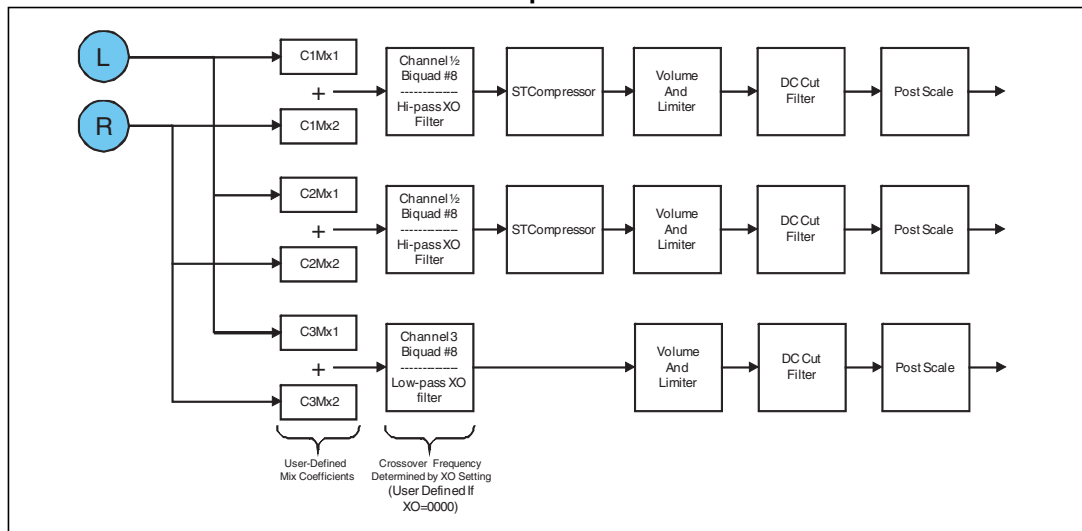 L
R
C1Mx1
+
C1Mx2
Channel ½
Biquad #8
--------------
Hi-pass XO
Filter
STCompressor
Volume
And
Limiter
DC Cut
Filter
Post Scale
C2Mx1
+
C2Mx2
Channel ½
Biquad #8
--------------
Hi-pass XO
Filter
STCompressor
Volume
And
Limiter
DC Cut
Filter
Post Scale
C3Mx1
+
C3Mx2
Channel 3
Biquad #8
--------------
Low-pass XO
filter
Volume
And
Limiter
DC Cut
Filter
Post Scale
User-Defined
Mix Coefficients
Crossover Frequency
Determined by XO Setting
(User Defined If
XO=0000)